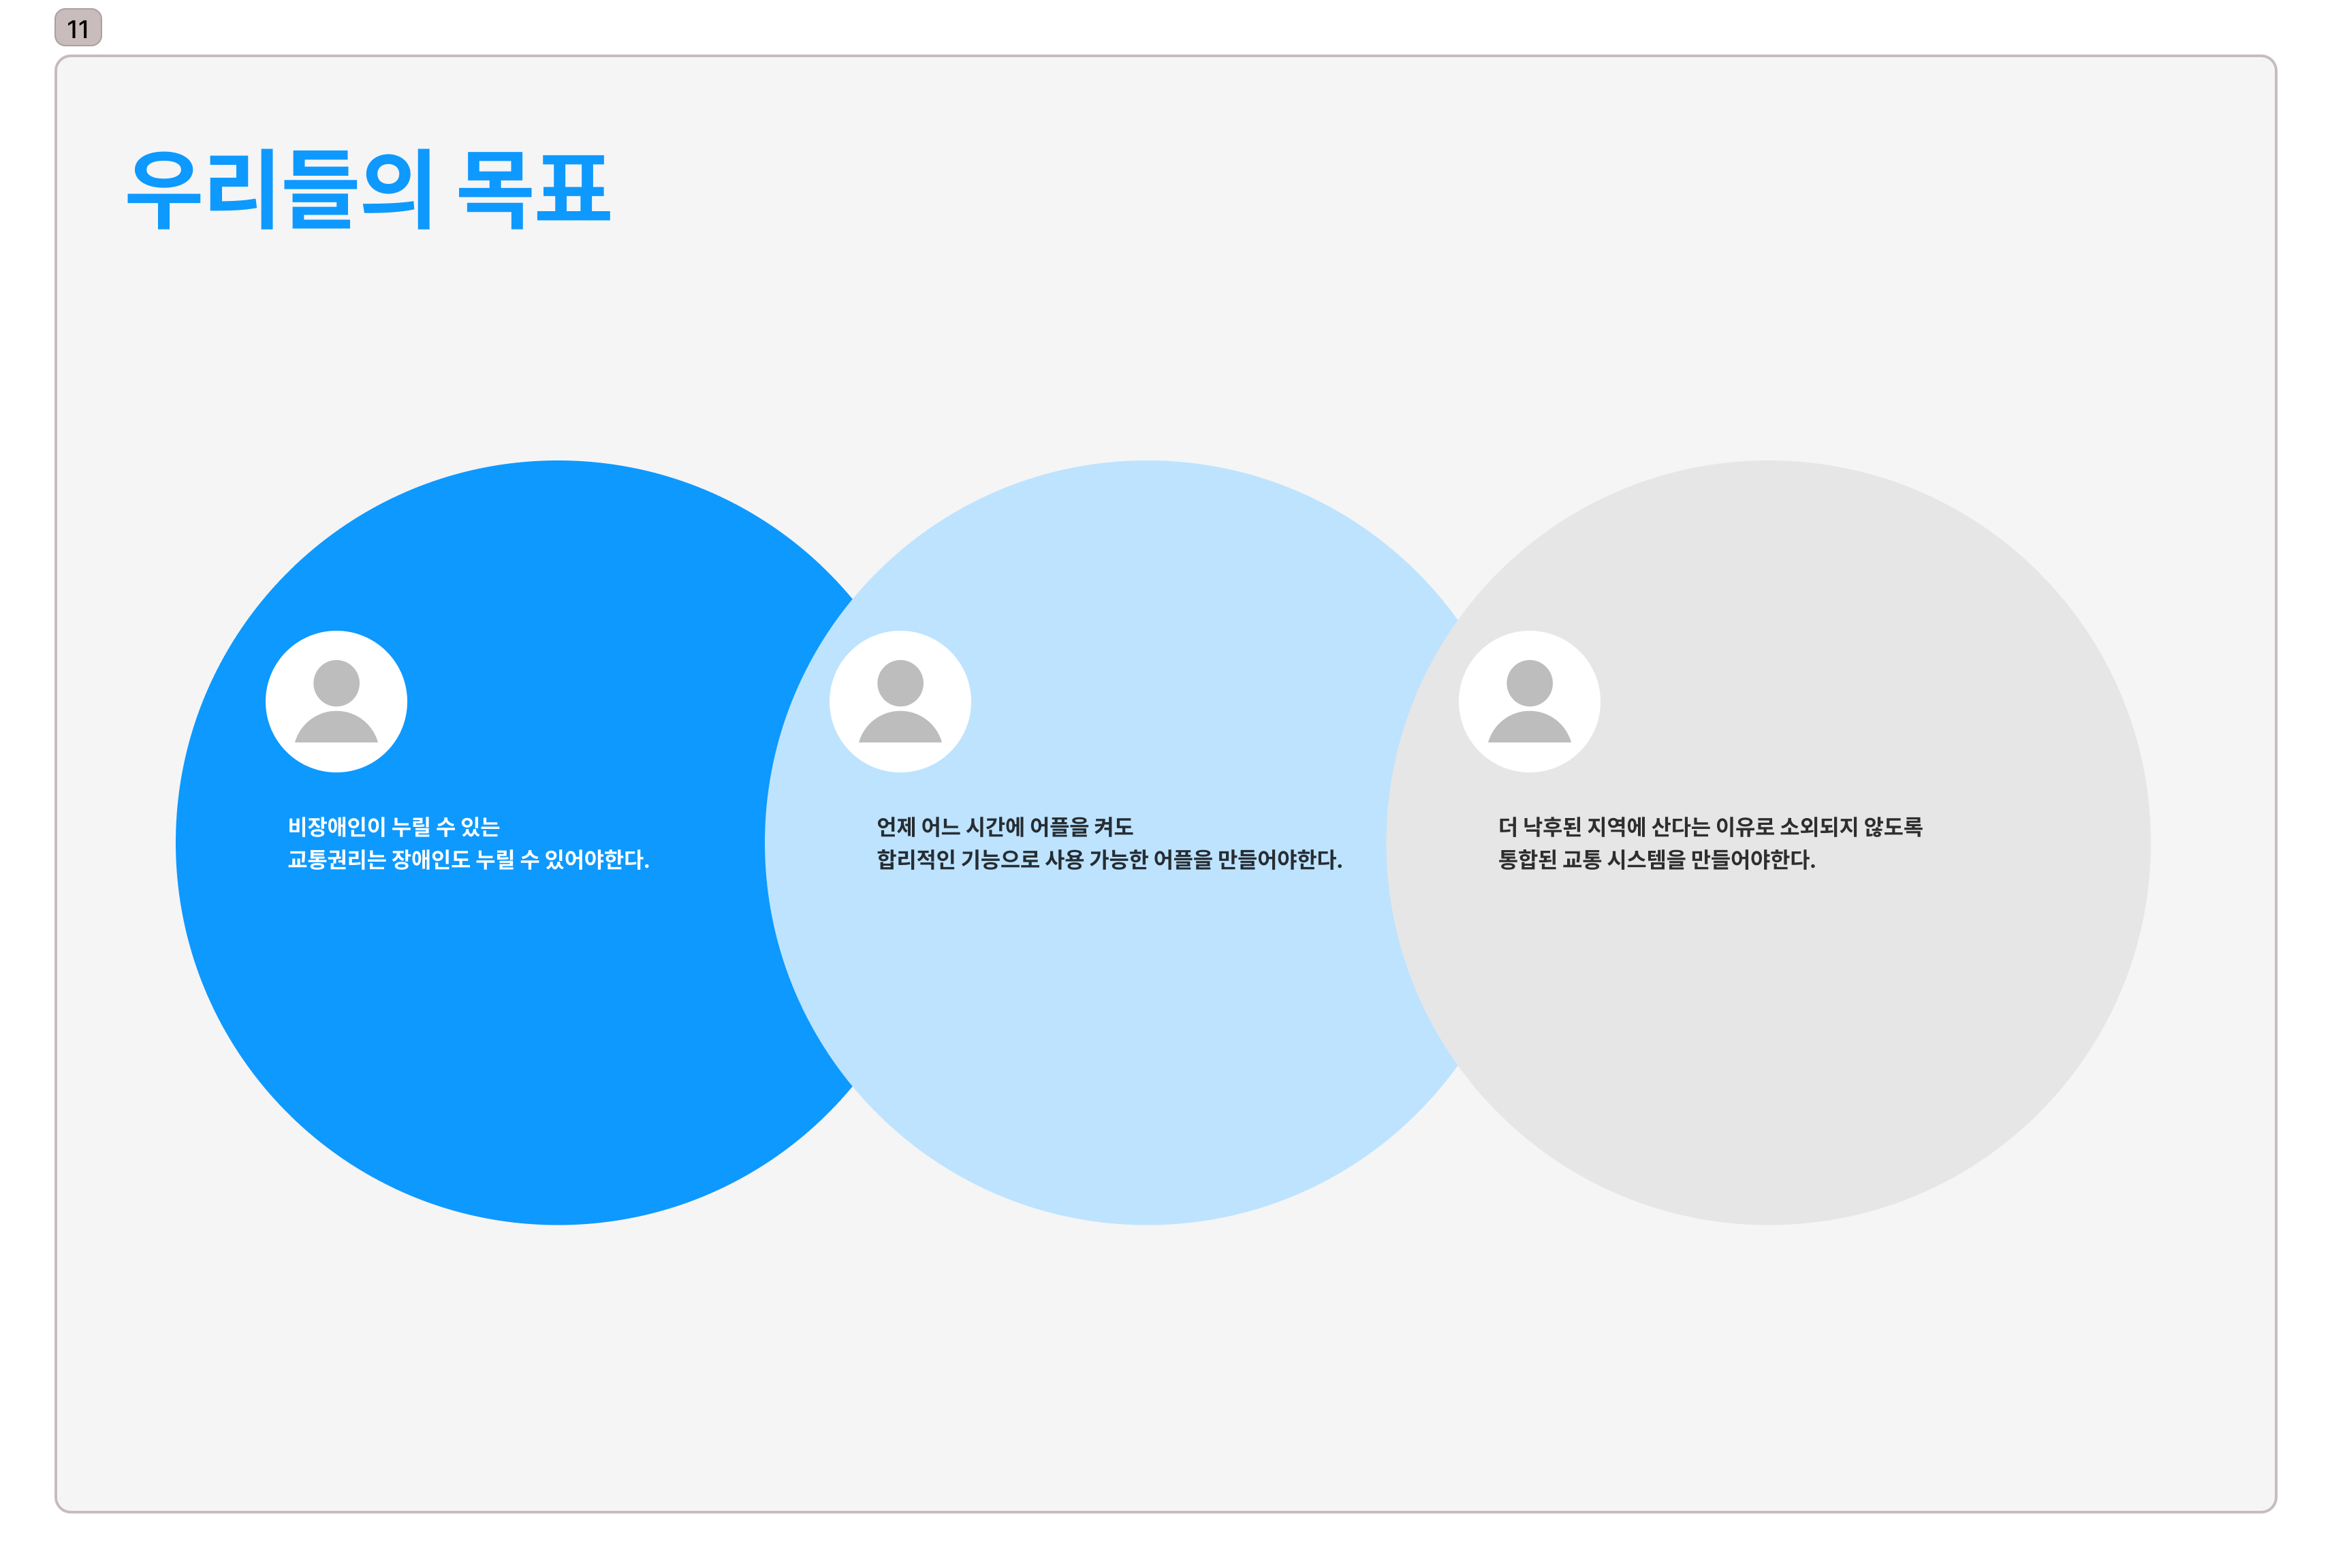 11
우리들의 목표
비장애인이 누릴 수 있는
교통권리는 장애인도 누릴 수 있어야한다.
언제 어느 시간에 어플을 켜도
합리적인 기능으로 사용 가능한 어플을 만들어야한다.
더 낙후된 지역에 산다는 이유로 소외되지 않도록
통합된 교통 시스템을 만들어야한다.